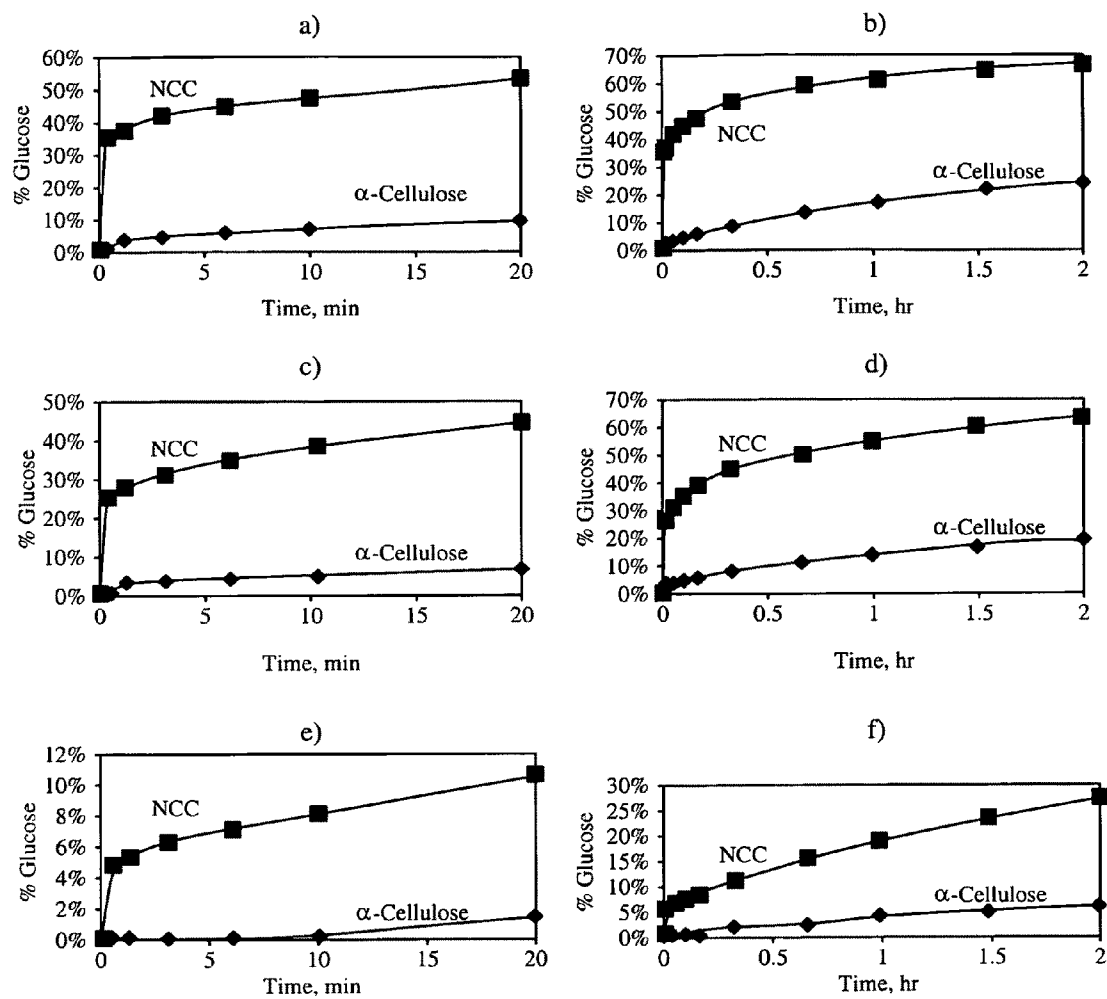 a)
60%
50%
40%
30%
20%
10%
0%
% Glucose
NCC
α-Cellulose
0 5 10 15 20
Time, min
b)
70%
60%
50%
40%
30%
20%
10%
0%
% Glucose
NCC
α-Cellulose
0 0.5 1 1.5 2
Time, hr
c)
50%
40%
30%
20%
10%
0%
% Glucose
NCC
α-Cellulose
0 5 10 15 20
Time, min
d)
70%
60%
50%
40%
30%
20%
10%
0%
% Glucose
NCC
α-Cellulose
0 0.5 1 1.5 2
Time, hr
e)
12%
10%
8%
6%
4%
2%
0%
% Glucose
NCC
α-Cellulose
0 5 10 15 20
Time, min
f)
30%
25%
20%
15%
10%
5%
0%
% Glucose
NCC
α-Cellulose
0 0.5 1 1.5 2
Time, hr